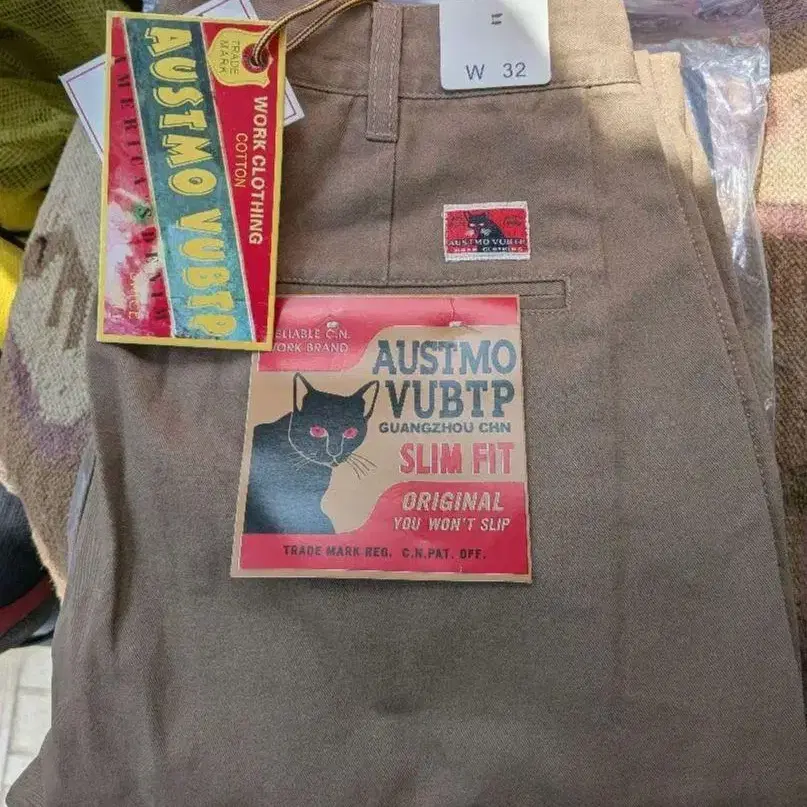 W 32
TRADE
MARK
WORK CLOTHING
COTTON
AUSTMO VUBTP
AUSTMO VUBTP
RELIABLE C.N.
WORK BRAND
AUSTMO
VUBTP
GUANGZHOU CHN
SLIM FIT
ORIGINAL
YOU WON'T SLIP
TRADE MARK REG. C.N.PAT. OFF.